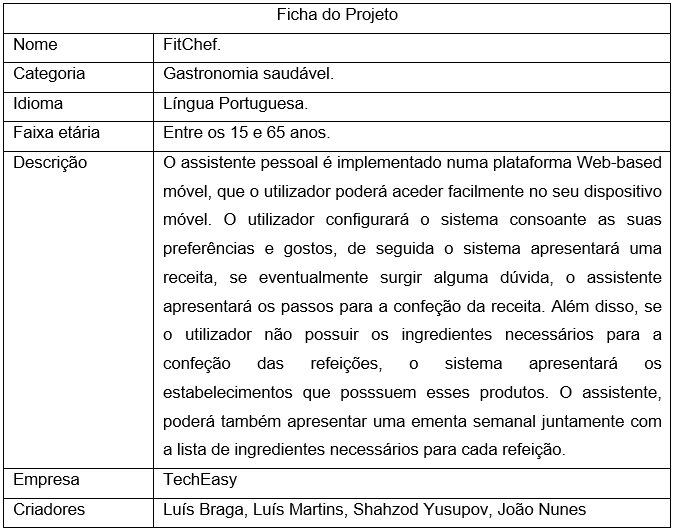 Ficha do Projeto
Nome FitChef.
Categoria Gastronomia saudável.
Idioma Língua Portuguesa.
Faixa etária Entre os 15 e 65 anos.
Descrição O assistente pessoal é implementado numa plataforma Web-based
móvel, que o utilizador poderá aceder facilmente no seu dispositivo
móvel. O utilizador configurará o sistema consoante as suas
preferências e gostos, de seguida o sistema apresentará uma
receita, se eventualmente surgir alguma dúvida, o assistente
apresentará os passos para a confeção da receita. Além disso, se
o utilizador não possuir os ingredientes necessários para a
confeção das refeições, o sistema apresentará os
estabelecimentos que posssuem esses produtos. O assistente,
poderá também apresentar uma ementa semanal juntamente com
a lista de ingredientes necessários para cada refeição.
Empresa TechEasy
Criadores Luís Braga, Luís Martins, Shahzod Yusupov, João Nunes